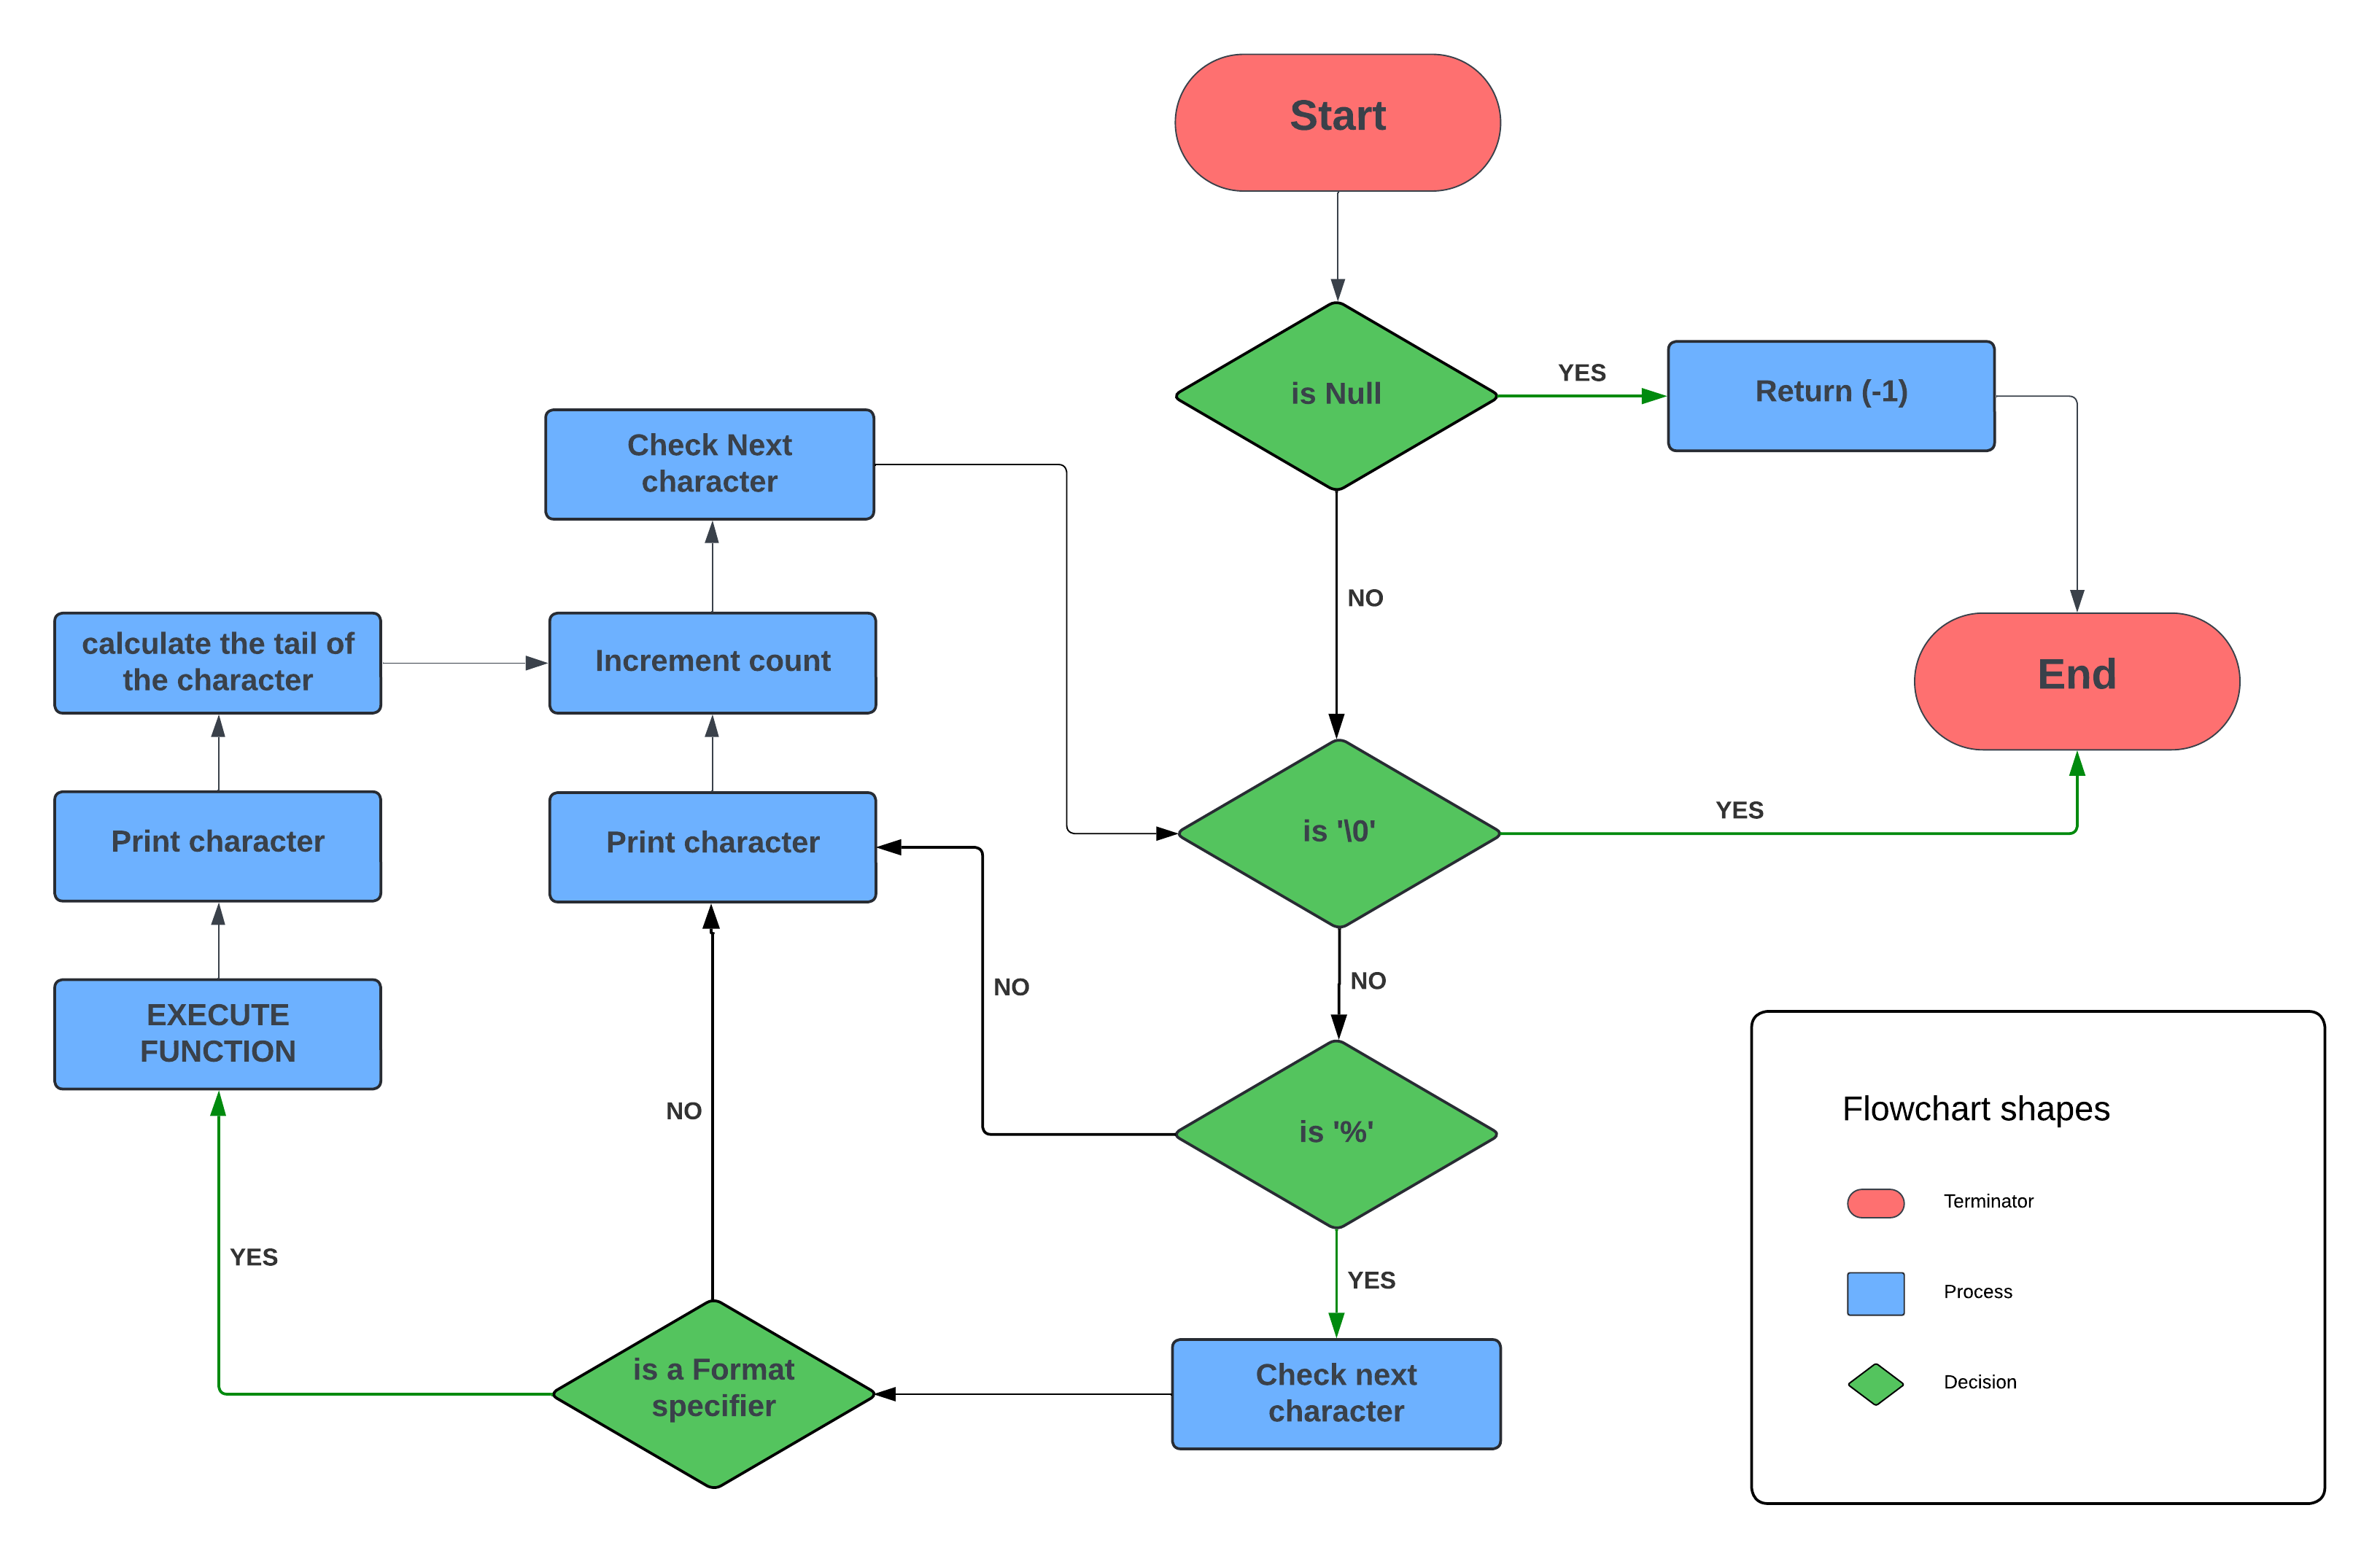 Start
is Null
YES
Return (-1)
Check Next
character
NO
calculate the tail of
the character
Increment count
End
Print character
Print character
is '\0'
YES
NO
EXECUTE
FUNCTION
NO
NO
is '%'
YES
YES
is a Format
specifier
Check next
character
Flowchart shapes
Terminator
Process
Decision